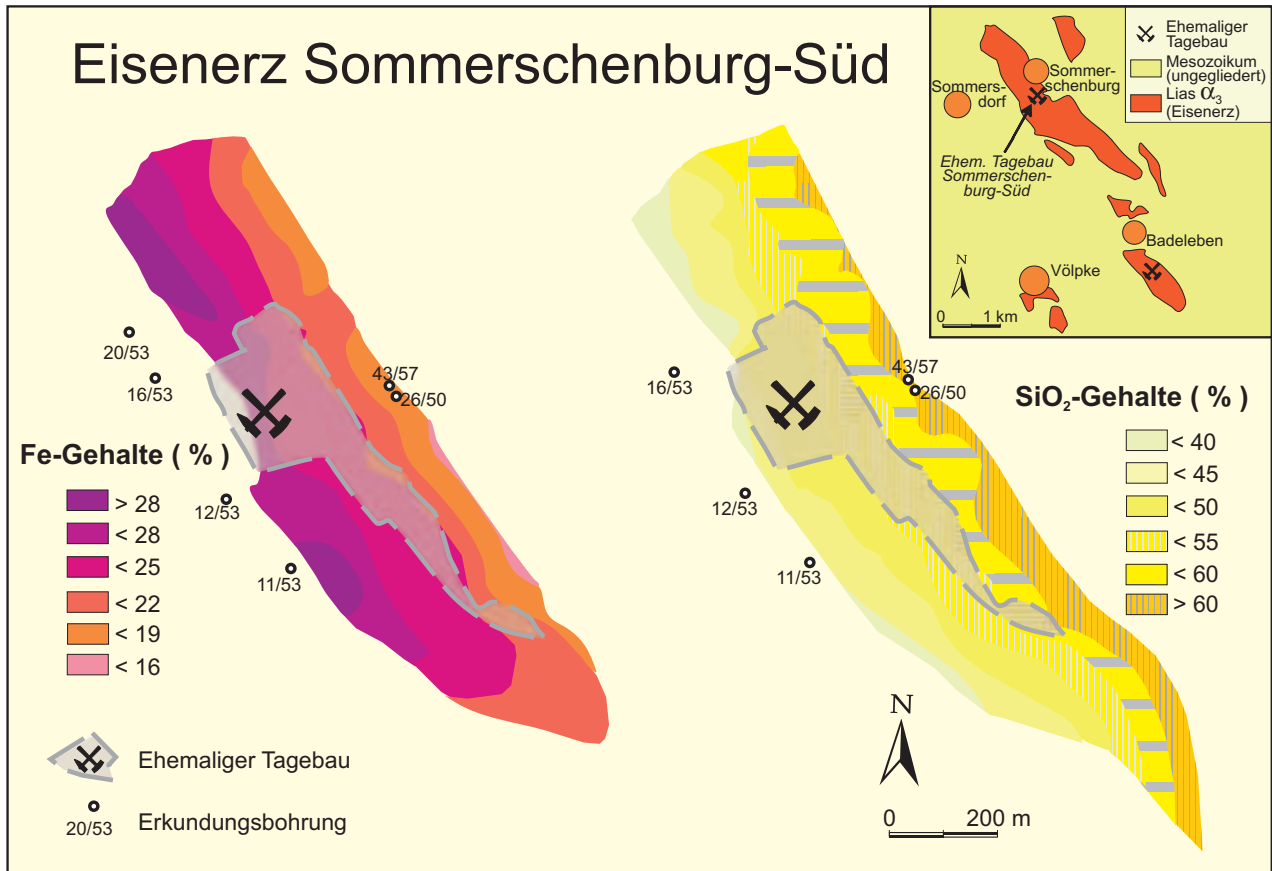 Eisenerz Sommerschenburg-Süd
20/53
16/53
43/57
26/50
12/53
11/53
Fe-Gehalte ( % )
> 28
< 28
< 25
< 22
< 19
< 16
Ehemaliger Tagebau
20/53
Erkundungsbohrung
16/53
43/57
26/50
12/53
11/53
SiO₂-Gehalte ( % )
< 40
< 45
< 50
< 55
< 60
> 60
N
0 200 m
Sommer-
schenburg
Sommers-
dorf
Ehem. Tagebau
Sommerschen-
burg-Süd
Badeleben
Völpke
N
0 1 km
Ehemaliger
Tagebau
Mesozoikum
(ungegliedert)
Lias α₃
(Eisenerz)